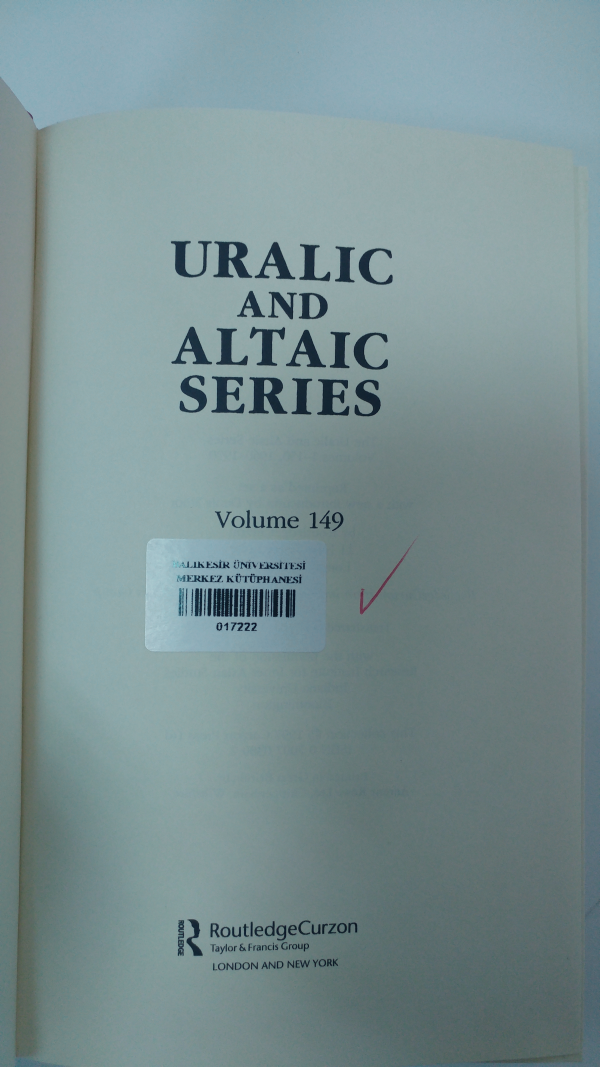 URALIC
AND
ALTAIC
SERIES
Volume 149
BALIKESİR ÜNİVERSİTESİ
MERKEZ KÜTÜPHANESİ
017222
ROUTLEDGE
RoutledgeCurzon
Taylor & Francis Group
LONDON AND NEW YORK